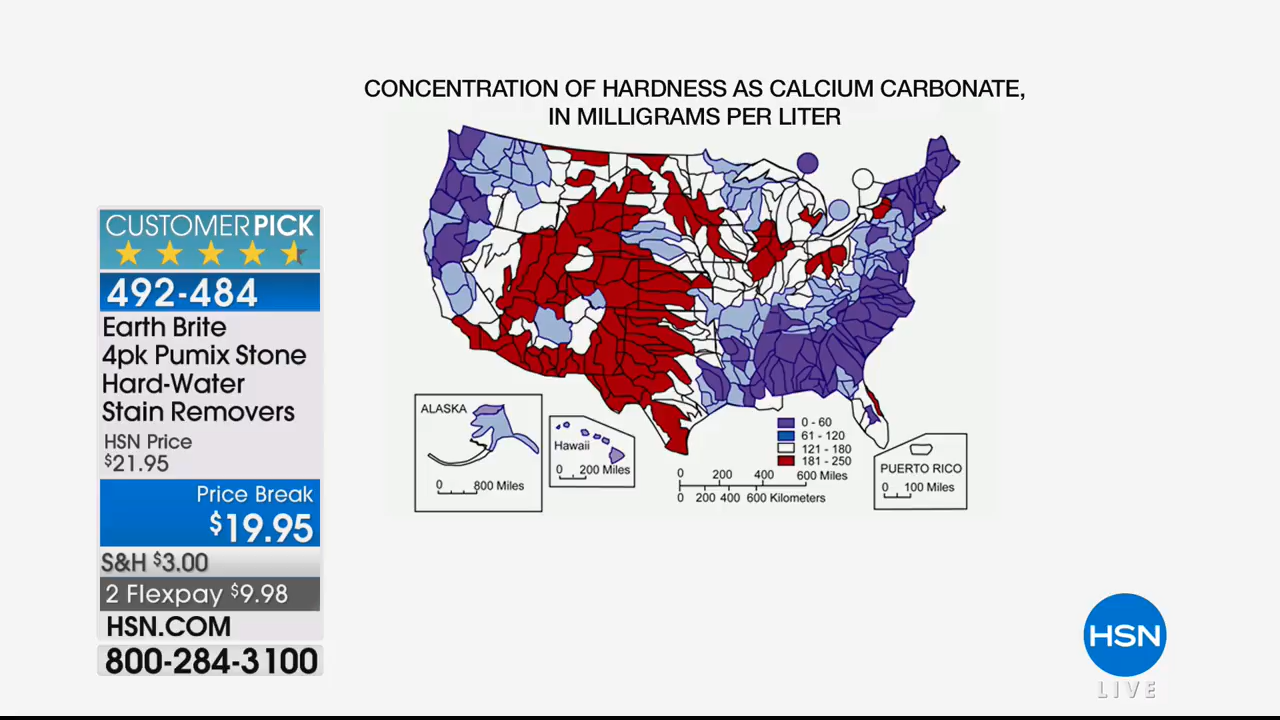 CONCENTRATION OF HARDNESS AS CALCIUM CARBONATE,
IN MILLIGRAMS PER LITER
CUSTOMER PICK
492-484
Earth Brite
4pk Pumix Stone
Hard-Water
Stain Removers
HSN Price
$21.95
Price Break
$19.95
S&H $3.00
2 Flexpay $9.98
HSN.COM
800-284-3100
ALASKA
0 800 Miles
Hawaii
0 200 Miles
0 - 60
61 - 120
121 - 180
181 - 250
0 200 400 600 Miles
0 200 400 600 Kilometers
PUERTO RICO
0 100 Miles
HSN
LIVE